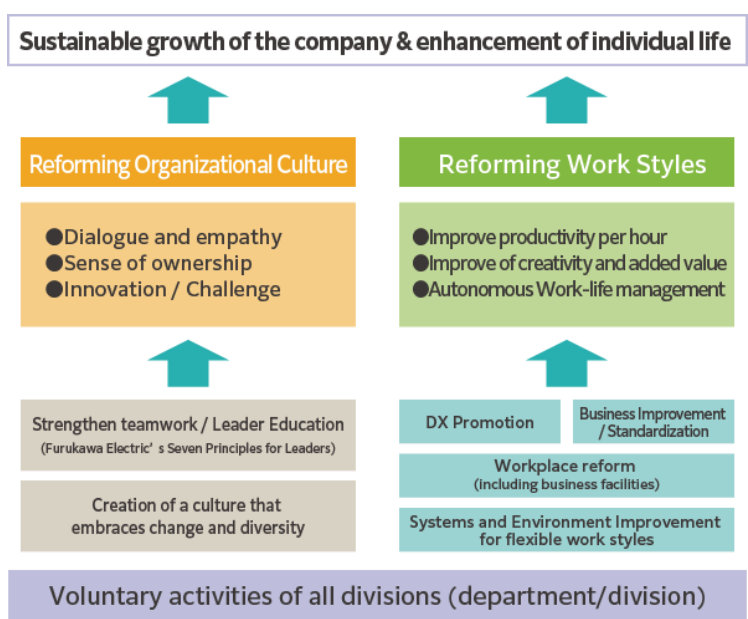 Sustainable growth of the company & enhancement of individual life
Reforming Organizational Culture
●Dialogue and empathy
●Sense of ownership
●Innovation / Challenge
Strengthen teamwork / Leader Education
(Furukawa Electric’s Seven Principles for Leaders)
Creation of a culture that
embraces change and diversity
Reforming Work Styles
●Improve productivity per hour
●Improve of creativity and added value
●Autonomous Work-life management
DX Promotion
Business Improvement
/ Standardization
Workplace reform
(including business facilities)
Systems and Environment Improvement
for flexible work styles
Voluntary activities of all divisions (department/division)